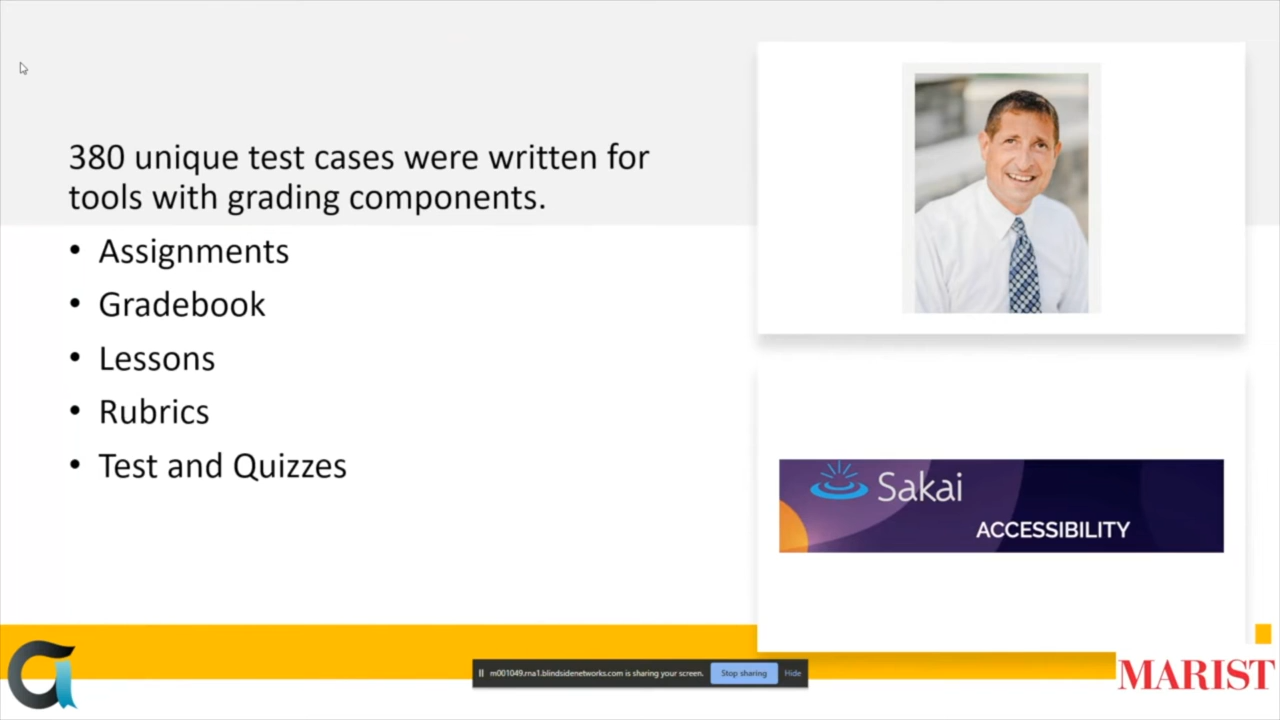 380 unique test cases were written for
tools with grading components.
• Assignments
• Gradebook
• Lessons
• Rubrics
• Test and Quizzes
Sakai
ACCESSIBILITY
m001049.rna1.blindsidenetworks.com is sharing your screen.
Stop sharing
Hide
MARIST